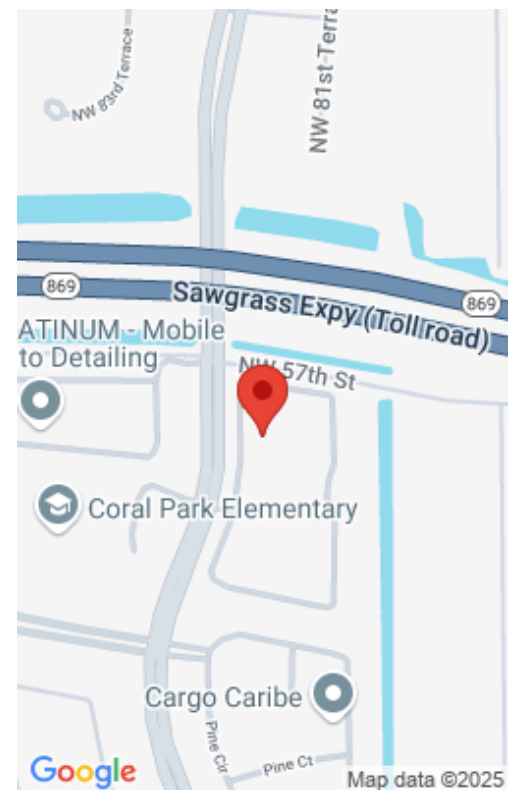 NW 83rd Terrace
NW 81st Terra
869
Sawgrass Expy (Toll road)
869
ATINUM - Mobile
to Detailing
NW 57th St
Coral Park Elementary
Cargo Caribe
Pine Cir
Pine Ct
Google
Map data ©2025